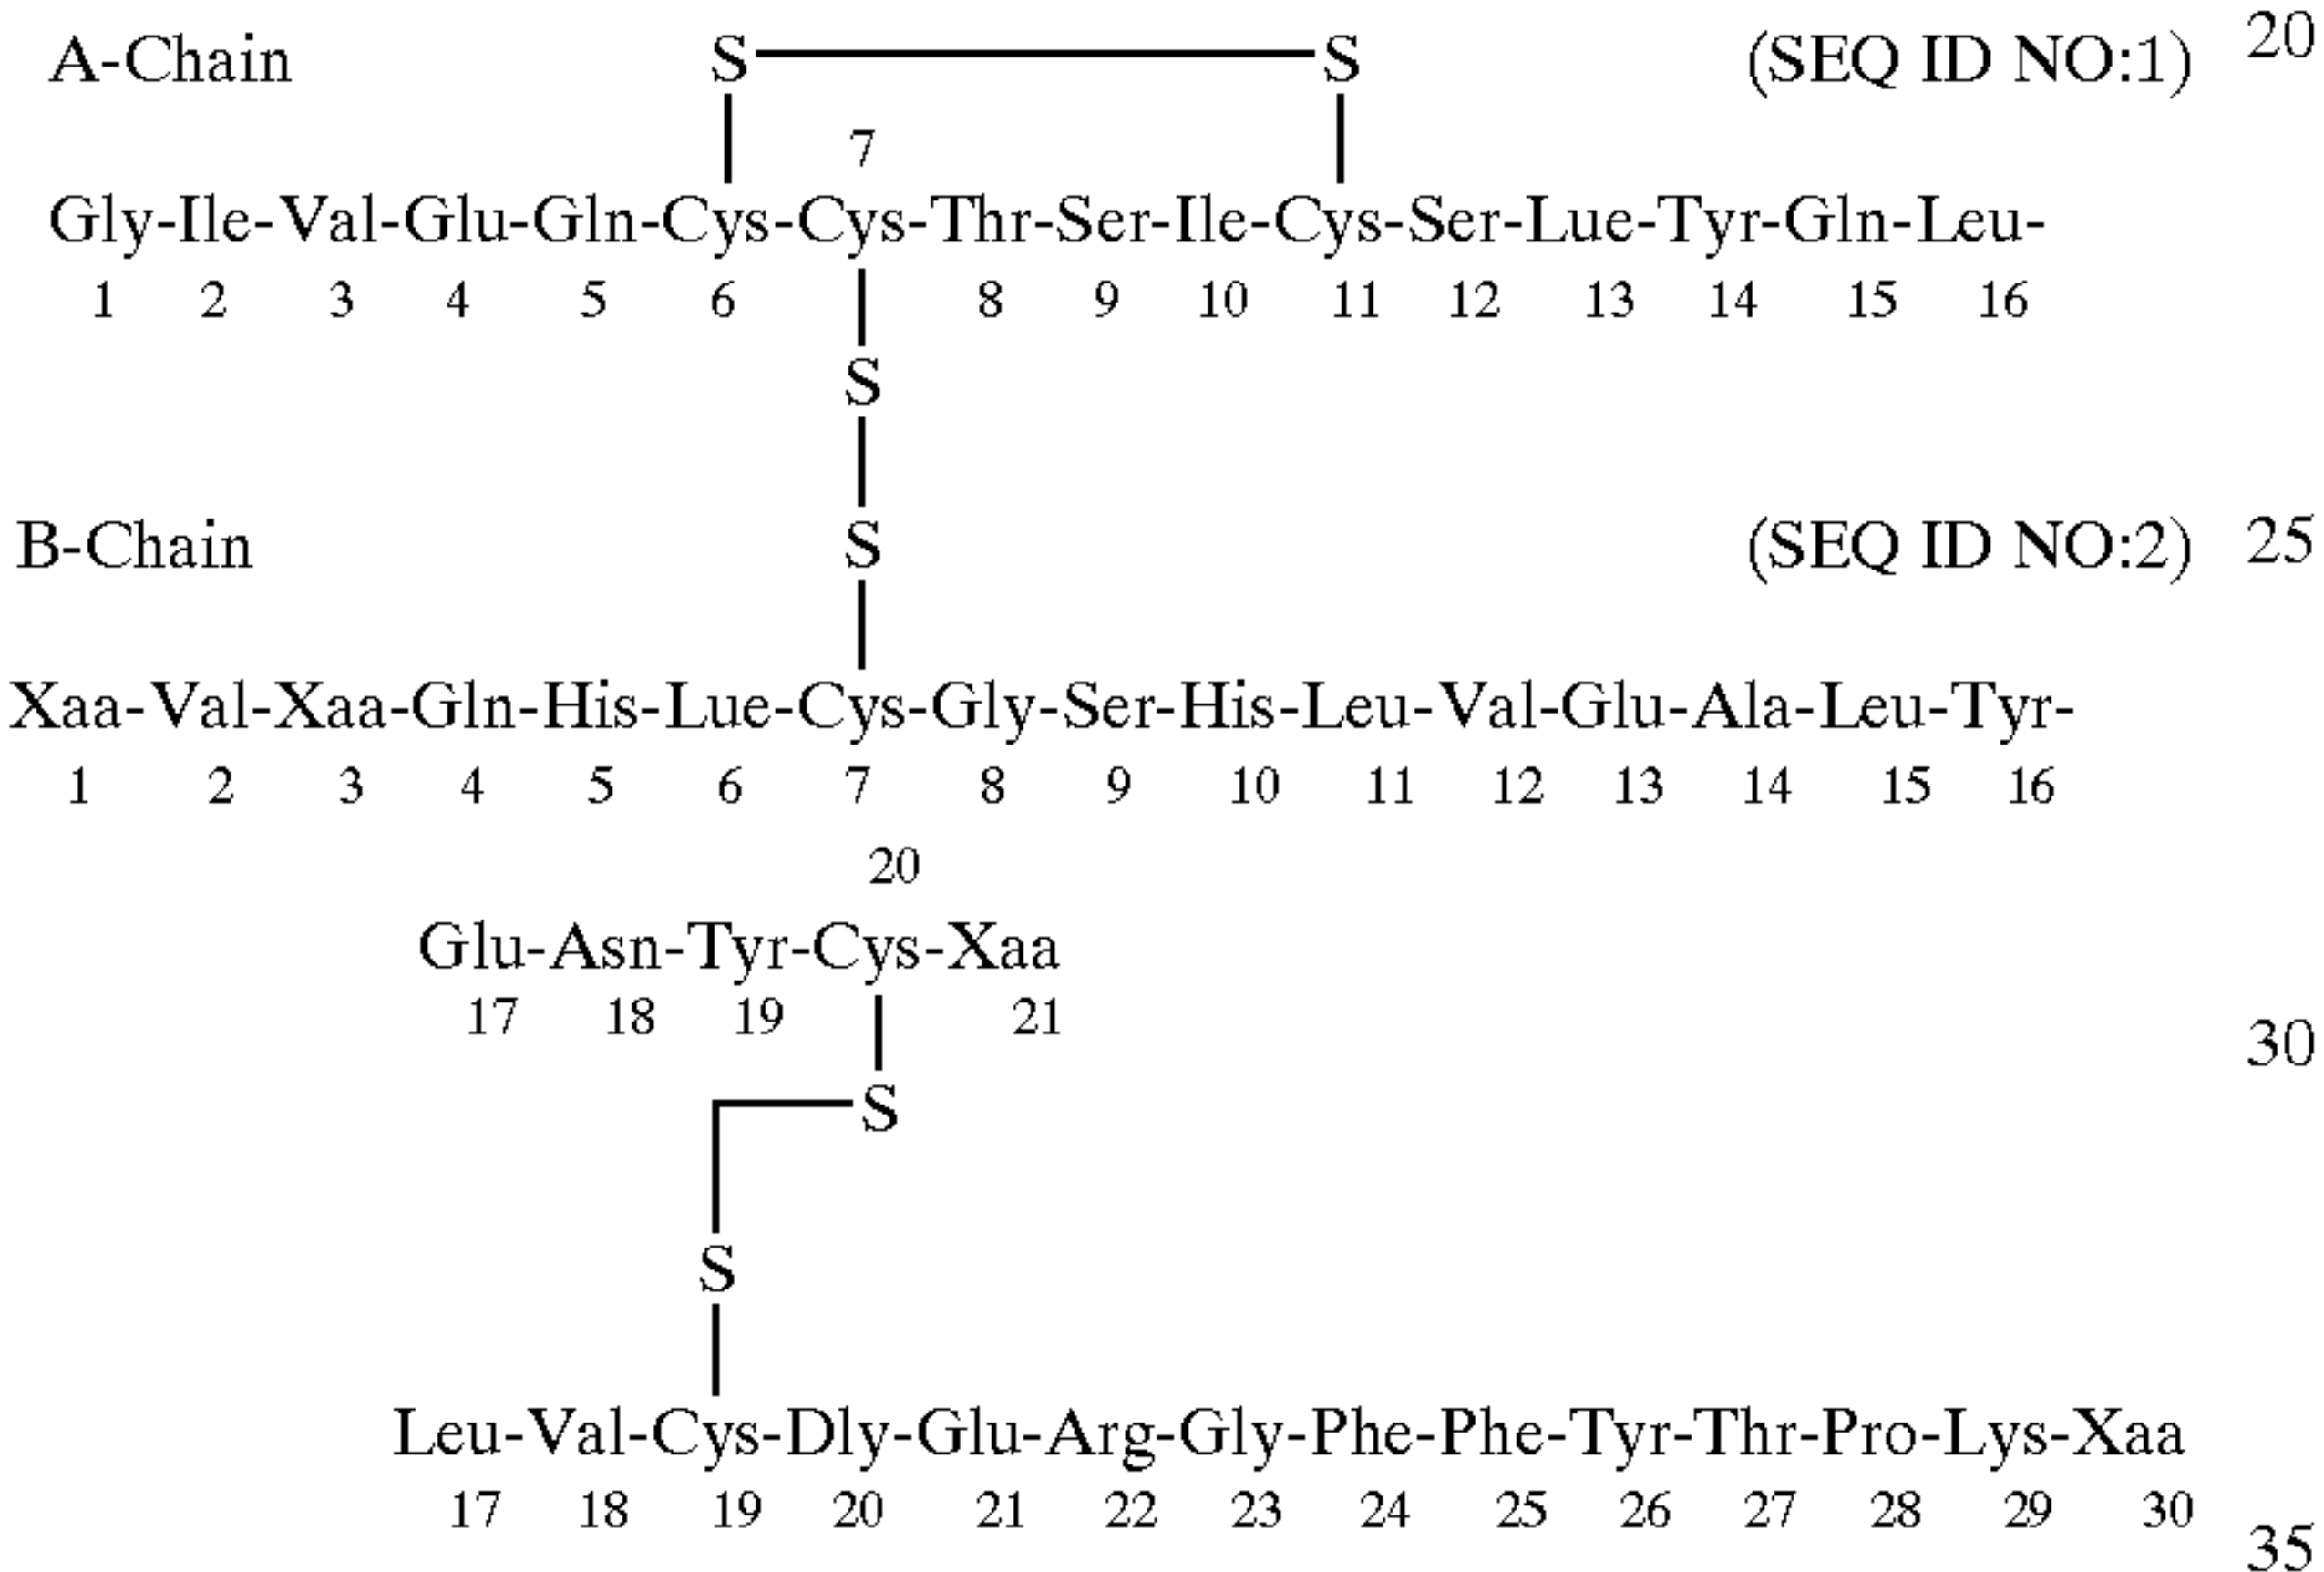 A-Chain S S (SEQ ID NO:1) 20
7
Gly-Ile-Val-Glu-Gln-Cys-Cys-Thr-Ser-Ile-Cys-Ser-Lue-Tyr-Gln-Leu-
1 2 3 4 5 6 8 9 10 11 12 13 14 15 16
S
B-Chain S (SEQ ID NO:2) 25
Xaa-Val-Xaa-Gln-His-Lue-Cys-Gly-Ser-His-Leu-Val-Glu-Ala-Leu-Tyr-
1 2 3 4 5 6 7 8 9 10 11 12 13 14 15 16
20
Glu-Asn-Tyr-Cys-Xaa
17 18 19 21
30
S
S
Leu-Val-Cys-Dly-Glu-Arg-Gly-Phe-Phe-Tyr-Thr-Pro-Lys-Xaa
17 18 19 20 21 22 23 24 25 26 27 28 29 30
35